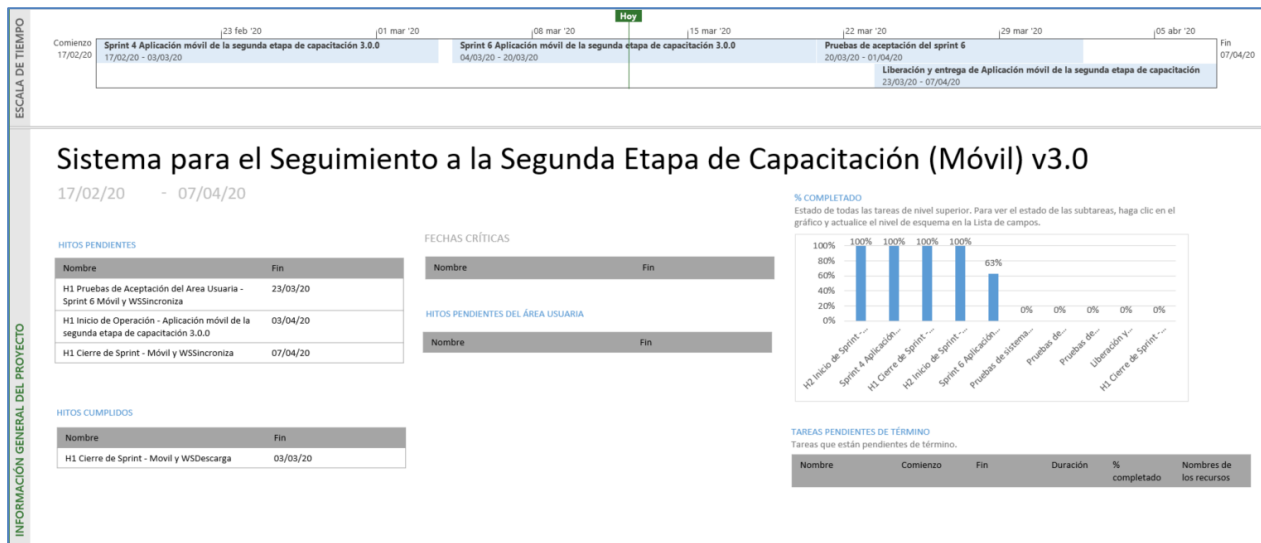 ESCALA DE TIEMPO
Hoy
23 feb '20
01 mar '20
08 mar '20
15 mar '20
22 mar '20
29 mar '20
05 abr '20
Comienzo
17/02/20
Sprint 4 Aplicación móvil de la segunda etapa de capacitación 3.0.0
17/02/20 - 03/03/20
Sprint 6 Aplicación móvil de la segunda etapa de capacitación 3.0.0
04/03/20 - 20/03/20
Pruebas de aceptación del sprint 6
20/03/20 - 01/04/20
Liberación y entrega de Aplicación móvil de la segunda etapa de capacitación
23/03/20 - 07/04/20
Fin
07/04/20
INFORMACIÓN GENERAL DEL PROYECTO
Sistema para el Seguimiento a la Segunda Etapa de Capacitación (Móvil) v3.0
17/02/20 - 07/04/20
HITOS PENDIENTES
Nombre Fin
H1 Pruebas de Aceptación del Area Usuaria - 23/03/20
Sprint 6 Móvil y WSSincroniza
H1 Inicio de Operación - Aplicación móvil de la 03/04/20
segunda etapa de capacitación 3.0.0
H1 Cierre de Sprint - Móvil y WSSincroniza 07/04/20
HITOS CUMPLIDOS
Nombre Fin
H1 Cierre de Sprint - Movil y WSDescarga 03/03/20
FECHAS CRÍTICAS
Nombre Fin
HITOS PENDIENTES DEL ÁREA USUARIA
Nombre Fin
% COMPLETADO
Estado de todas las tareas de nivel superior. Para ver el estado de las subtareas, haga clic en el
gráfico y actualice el nivel de esquema en la Lista de campos.
100%
80%
60%
40%
20%
0%
100% 100% 100% 100% 63% 0% 0% 0% 0% 0%
H2 Inicio de Sprint -...
Sprint 4 Aplicación...
H1 Cierre de Sprint -...
H2 Inicio de Sprint -...
Sprint 6 Aplicación...
Pruebas de sistema...
Pruebas de...
Pruebas de...
Liberación y...
H1 Cierre de Sprint -...
TAREAS PENDIENTES DE TÉRMINO
Tareas que están pendientes de término.
Nombre Comienzo Fin Duración % Nombres de
completado los recursos